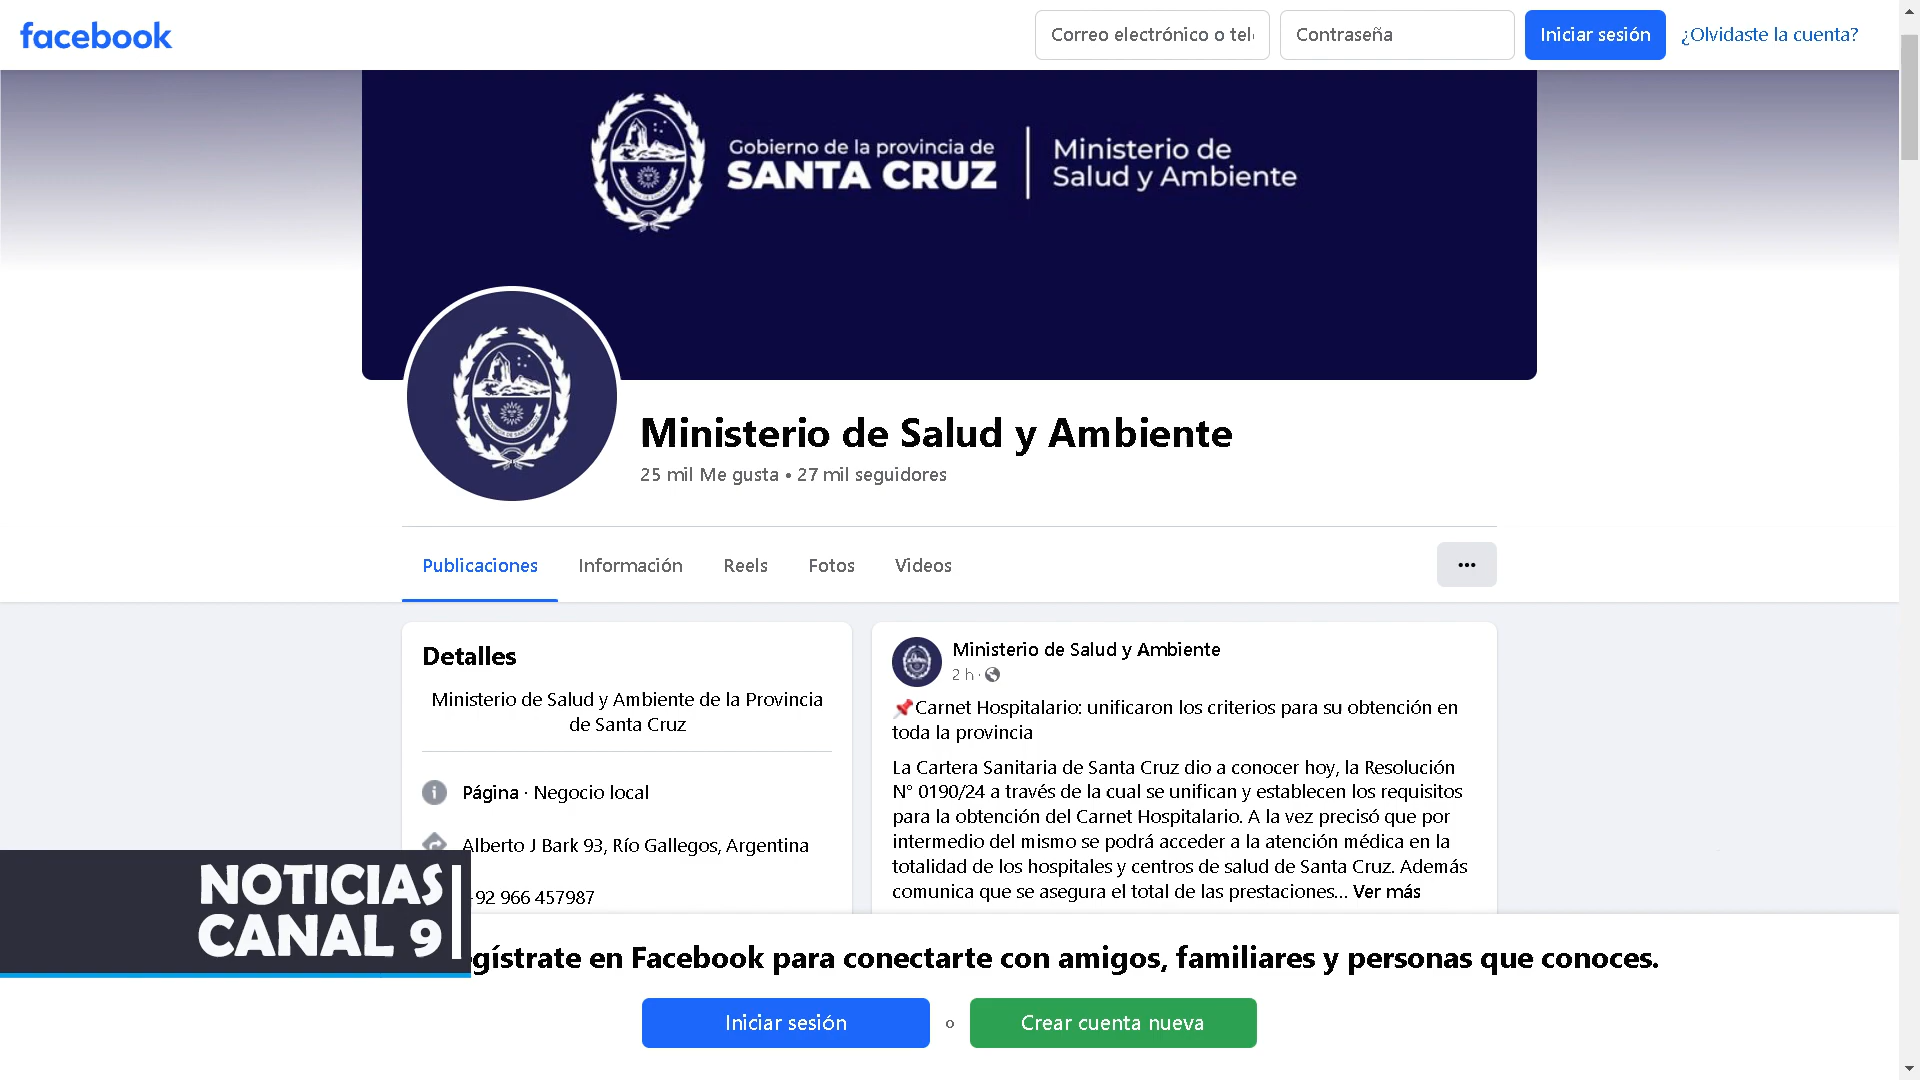 facebook
Correo electrónico o tel
Contraseña
Iniciar sesión
¿Olvidaste la cuenta?
Gobierno de la provincia de
SANTA CRUZ
Ministerio de
Salud y Ambiente
Ministerio de Salud y Ambiente
25 mil Me gusta • 27 mil seguidores
Publicaciones
Información
Reels
Fotos
Videos
Detalles
Ministerio de Salud y Ambiente de la Provincia
de Santa Cruz
Página · Negocio local
Alberto J Bark 93, Río Gallegos, Argentina
92 966 457987
Ministerio de Salud y Ambiente
2 h ·
📌Carnet Hospitalario: unificaron los criterios para su obtención en
toda la provincia
La Cartera Sanitaria de Santa Cruz dio a conocer hoy, la Resolución
N° 0190/24 a través de la cual se unifican y establecen los requisitos
para la obtención del Carnet Hospitalario. A la vez precisó que por
intermedio del mismo se podrá acceder a la atención médica en la
totalidad de los hospitales y centros de salud de Santa Cruz. Además
comunica que se asegura el total de las prestaciones... Ver más
NOTICIAS
CANAL 9
gístrate en Facebook para conectarte con amigos, familiares y personas que conoces.
Iniciar sesión
o
Crear cuenta nueva